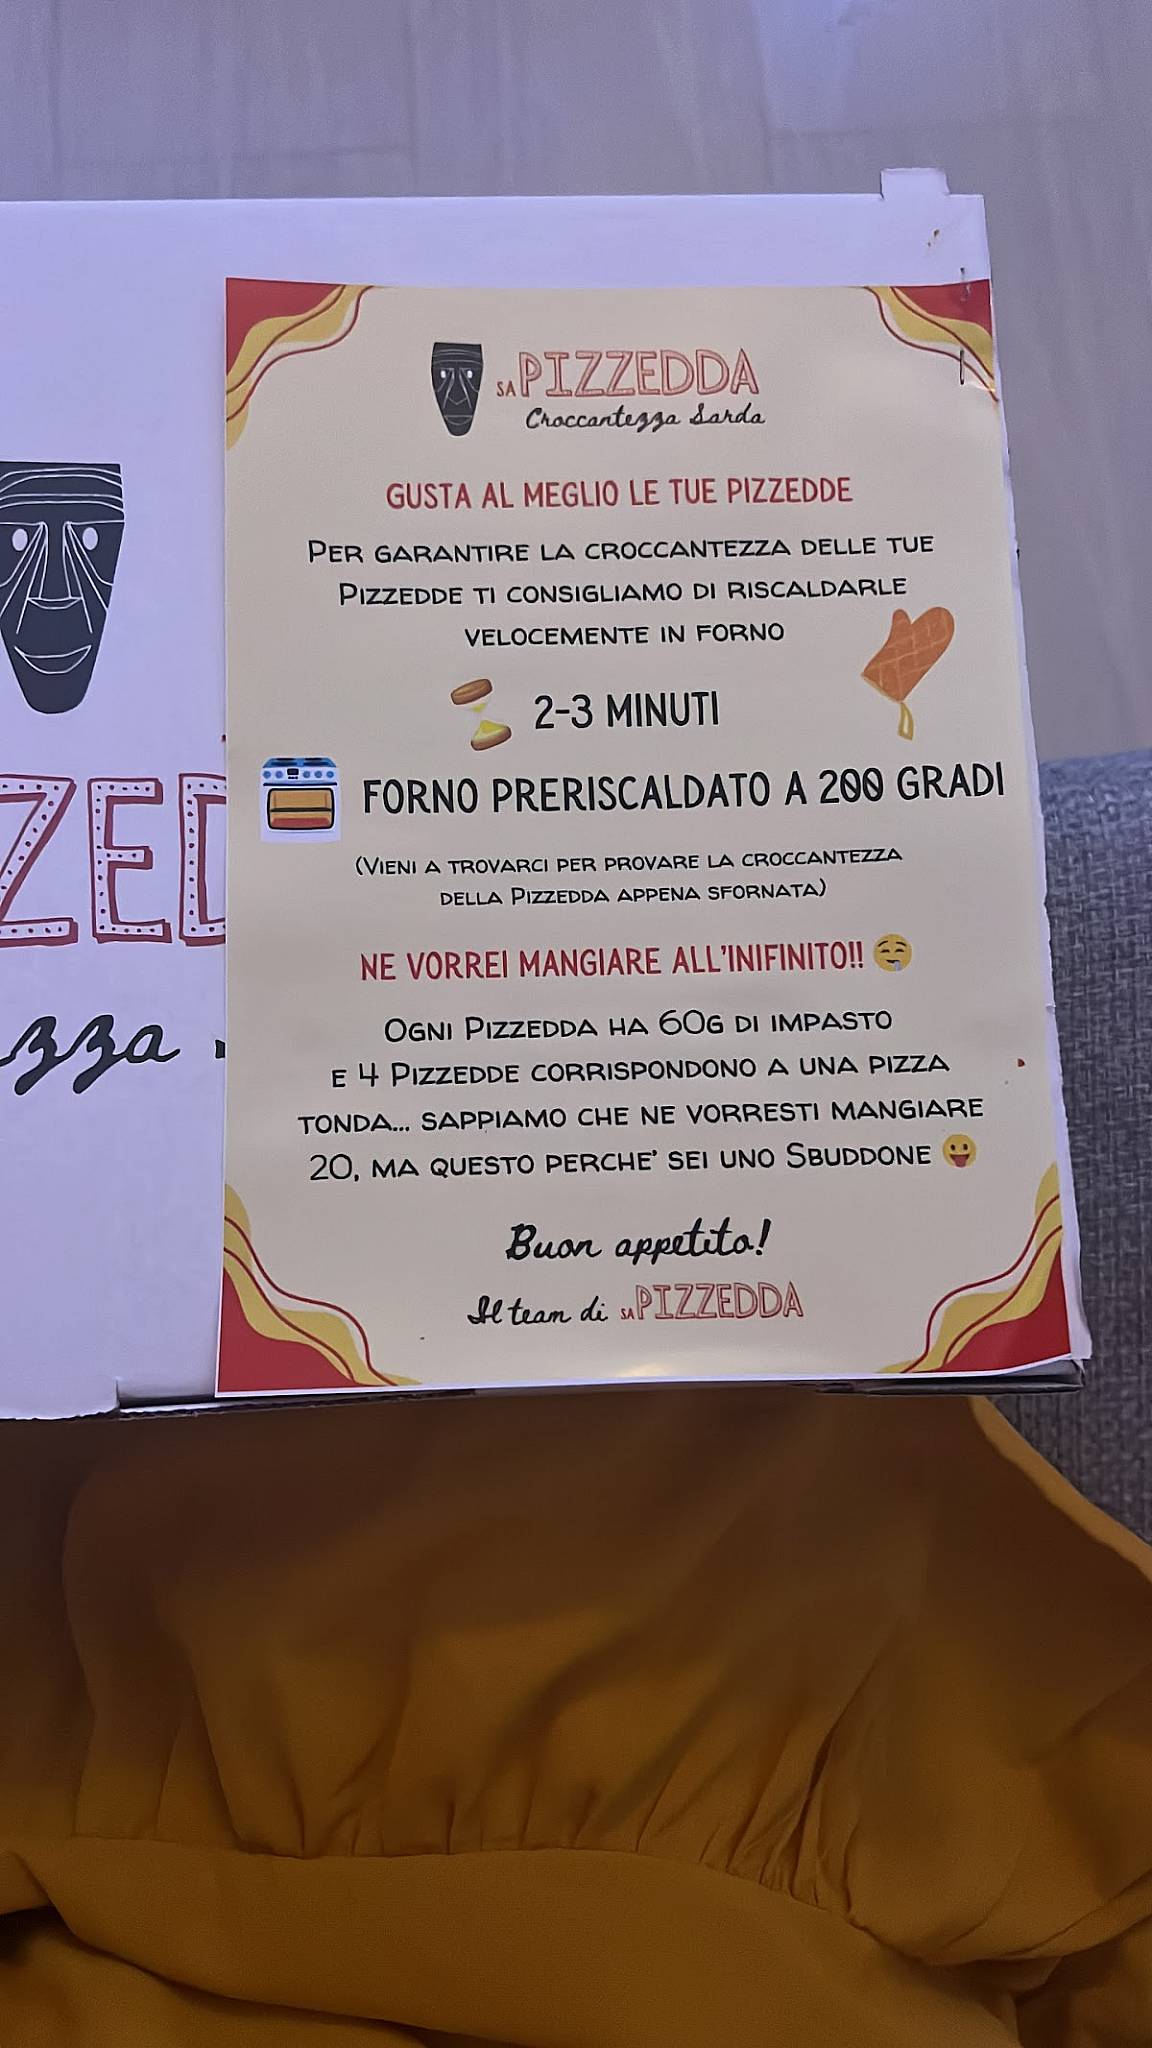 SA PIZZEDDA
Croccantezza Sarda
GUSTA AL MEGLIO LE TUE PIZZEDDE
PER GARANTIRE LA CROCCANTEZZA DELLE TUE
PIZZEDDE TI CONSIGLIAMO DI RISCALDARLE
VELOCEMENTE IN FORNO
2-3 MINUTI
FORNO PRERISCALDATO A 200 GRADI
(VIENI A TROVARCI PER PROVARE LA CROCCANTEZZA
DELLA PIZZEDDA APPENA SFORNATA)
NE VORREI MANGIARE ALL'INIFINITO!!
OGNI PIZZEDDA HA 60G DI IMPASTO
E 4 PIZZEDDE CORRISPONDONO A UNA PIZZA
TONDA... SAPPIAMO CHE NE VORRESTI MANGIARE
20, MA QUESTO PERCHE' SEI UNO SBUDDONE
Buon appetito!
Il team di SA PIZZEDDA
ZED
zza